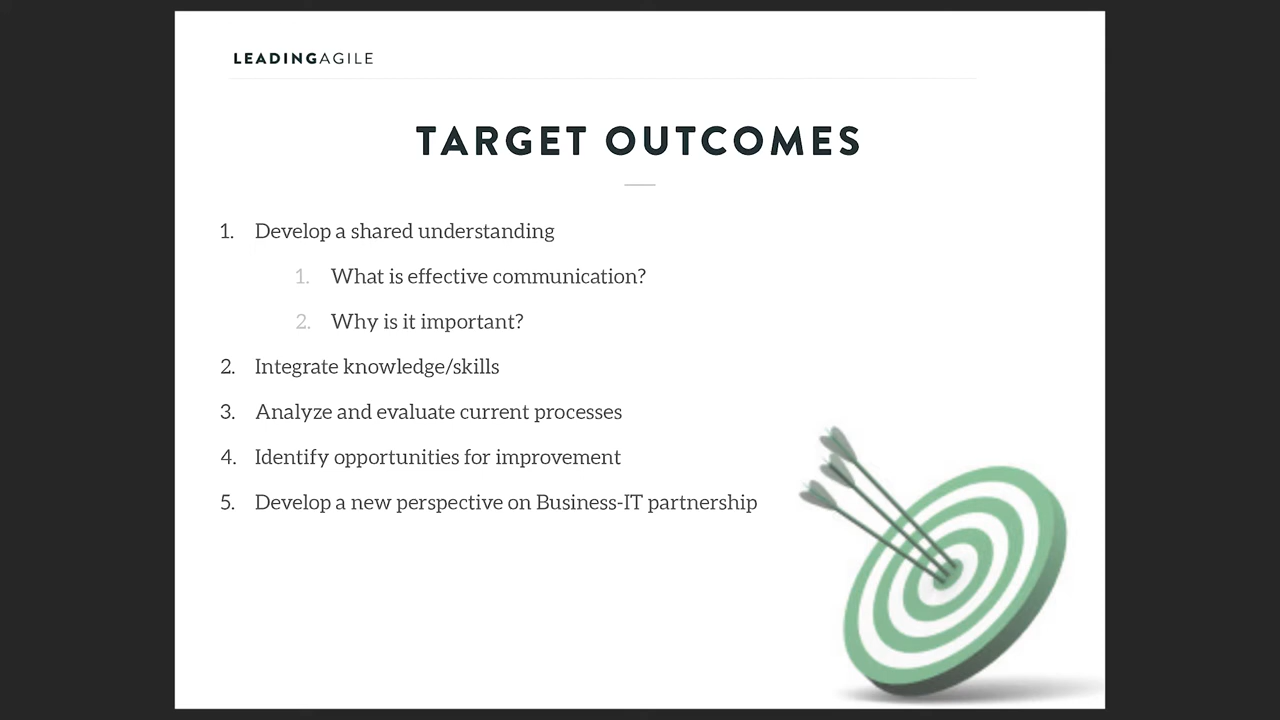 LEADINGAGILE
TARGET OUTCOMES
1. Develop a shared understanding
1. What is effective communication?
2. Why is it important?
2. Integrate knowledge/skills
3. Analyze and evaluate current processes
4. Identify opportunities for improvement
5. Develop a new perspective on Business-IT partnership